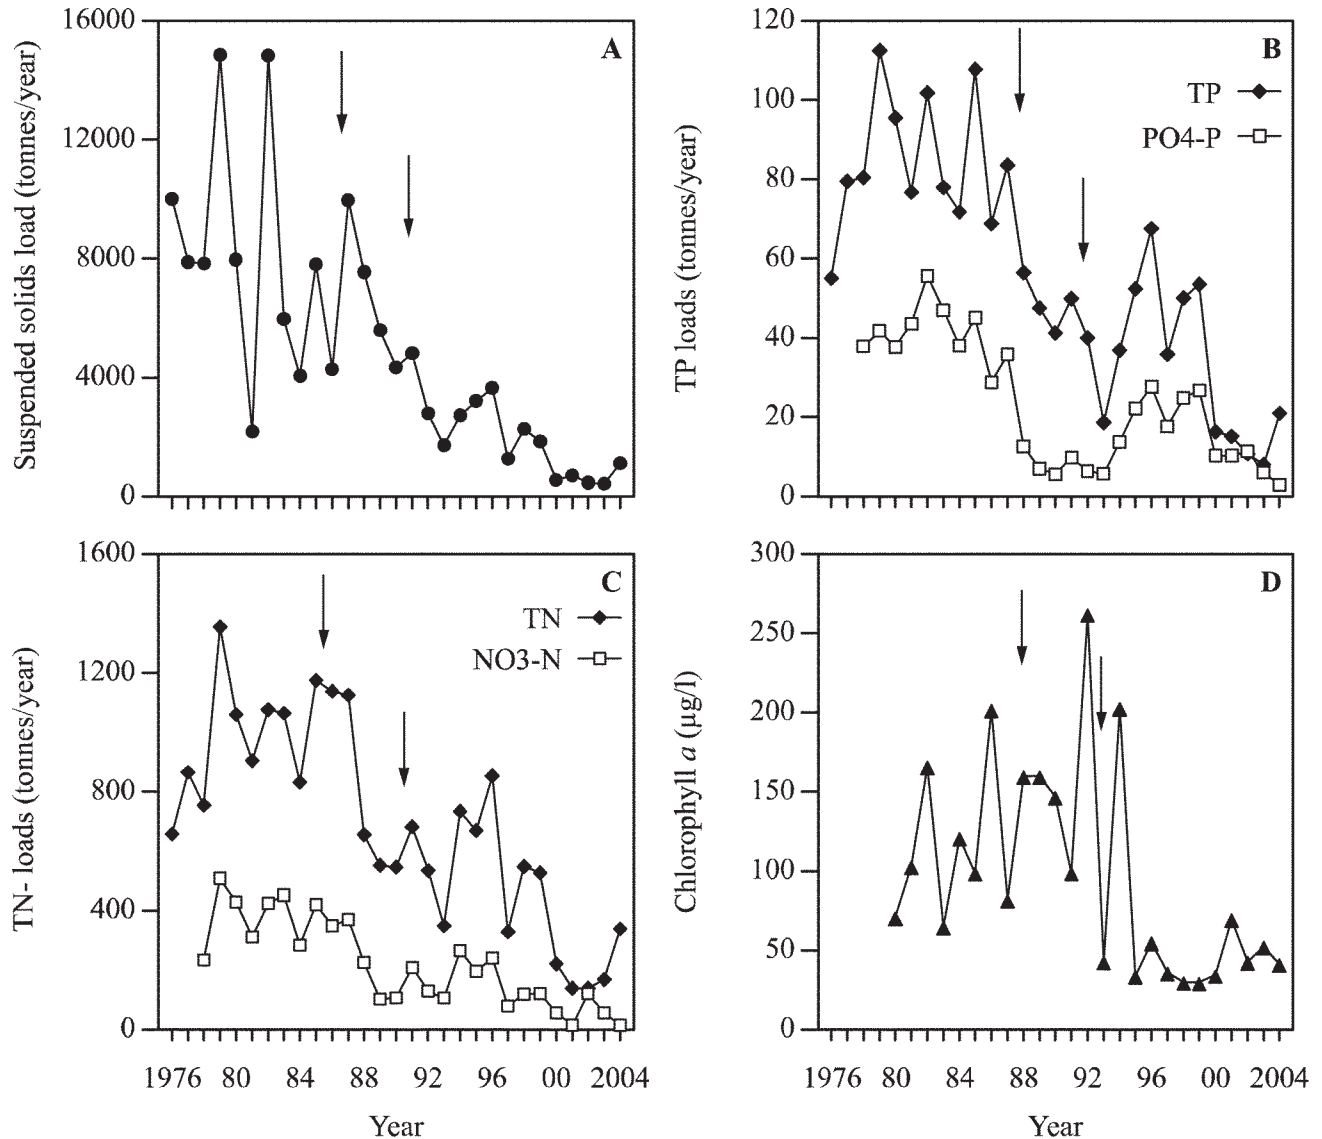 A
Suspended solids load (tonnes/year)
16000
12000
8000
4000
0
B
TP
PO4-P
TP loads (tonnes/year)
120
100
80
60
40
20
0
C
TN
NO3-N
TN- loads (tonnes/year)
1600
1200
800
400
0
1976 80 84 88 92 96 00 2004
Year
D
Chlorophyll a (µg/l)
300
250
200
150
100
50
0
1976 80 84 88 92 96 00 2004
Year